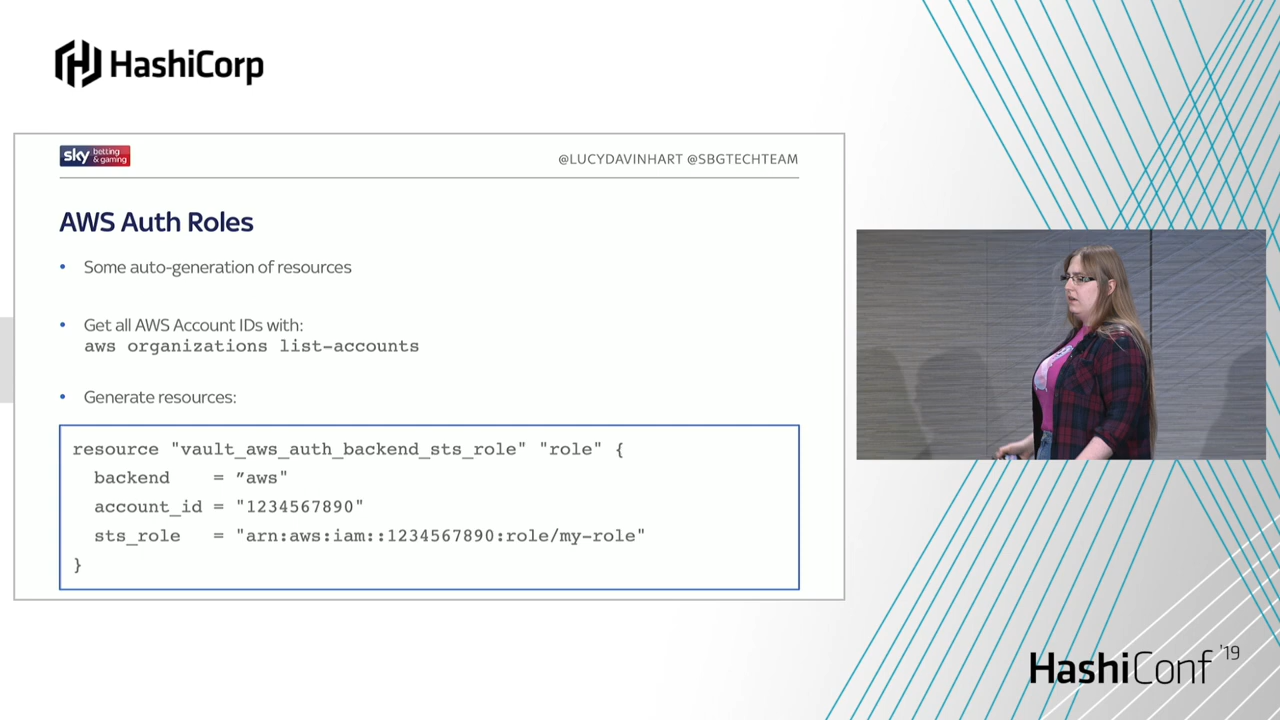 HashiCorp
sky betting & gaming
@LUCYDAVINHART @SBGTECHTEAM
AWS Auth Roles
• Some auto-generation of resources
• Get all AWS Account IDs with:
aws organizations list-accounts
• Generate resources:
resource "vault_aws_auth_backend_sts_role" "role" {
backend = ”aws"
account_id = "1234567890"
sts_role = "arn:aws:iam::1234567890:role/my-role"
}
HashiConf '19